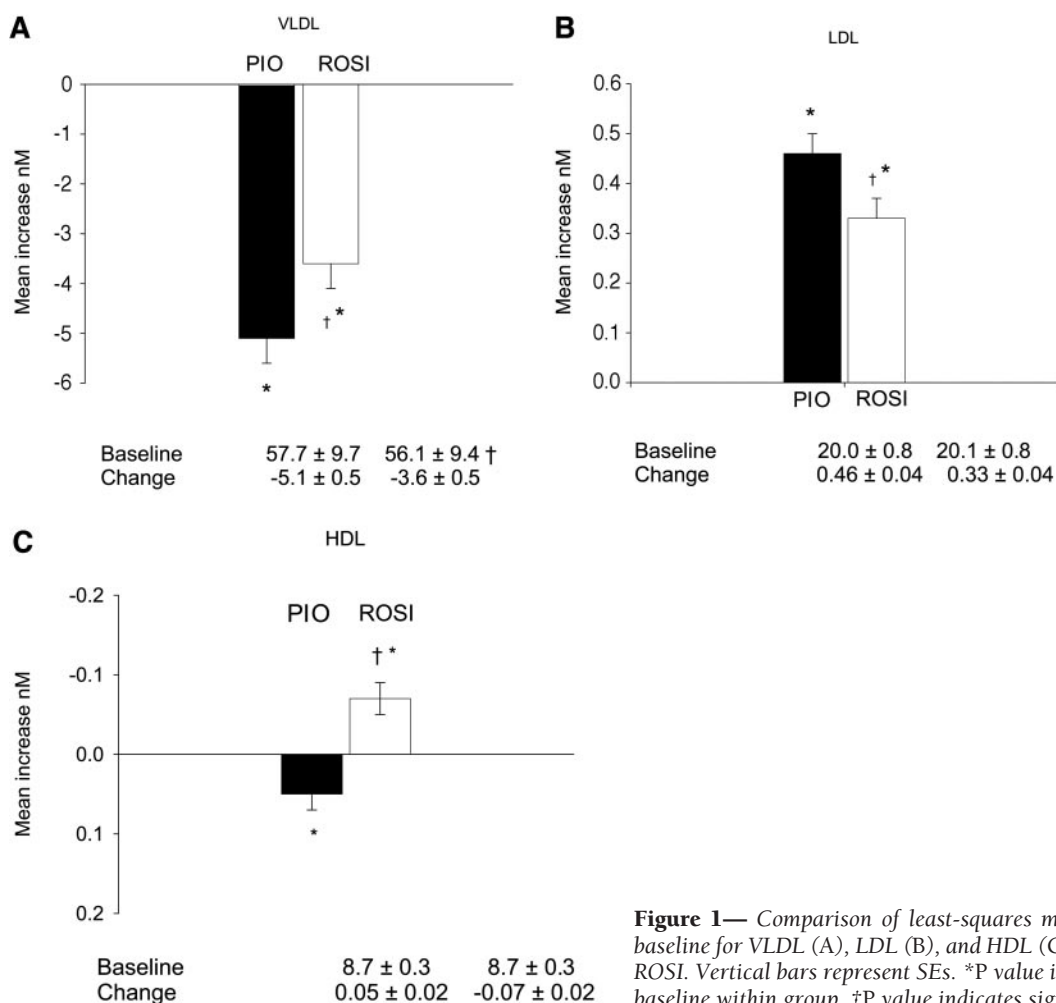 A
VLDL
PIO ROSI
0
-1
-2
-3
-4
-5
-6
Mean increase nM
† *
*
Baseline 57.7 ± 9.7 56.1 ± 9.4 †
Change -5.1 ± 0.5 -3.6 ± 0.5
B
LDL
0.6
0.5
0.4
0.3
0.2
0.1
0.0
Mean increase nM
*
† *
PIO ROSI
Baseline 20.0 ± 0.8 20.1 ± 0.8
Change 0.46 ± 0.04 0.33 ± 0.04
C
HDL
-0.2
-0.1
0.0
0.1
0.2
Mean increase nM
PIO ROSI
† *
*
Baseline 8.7 ± 0.3 8.7 ± 0.3
Change 0.05 ± 0.02 -0.07 ± 0.02
Figure 1— Comparison of least-squares m
baseline for VLDL (A), LDL (B), and HDL (C
ROSI. Vertical bars represent SEs. *P value i
baseline within group. †P value indicates sig